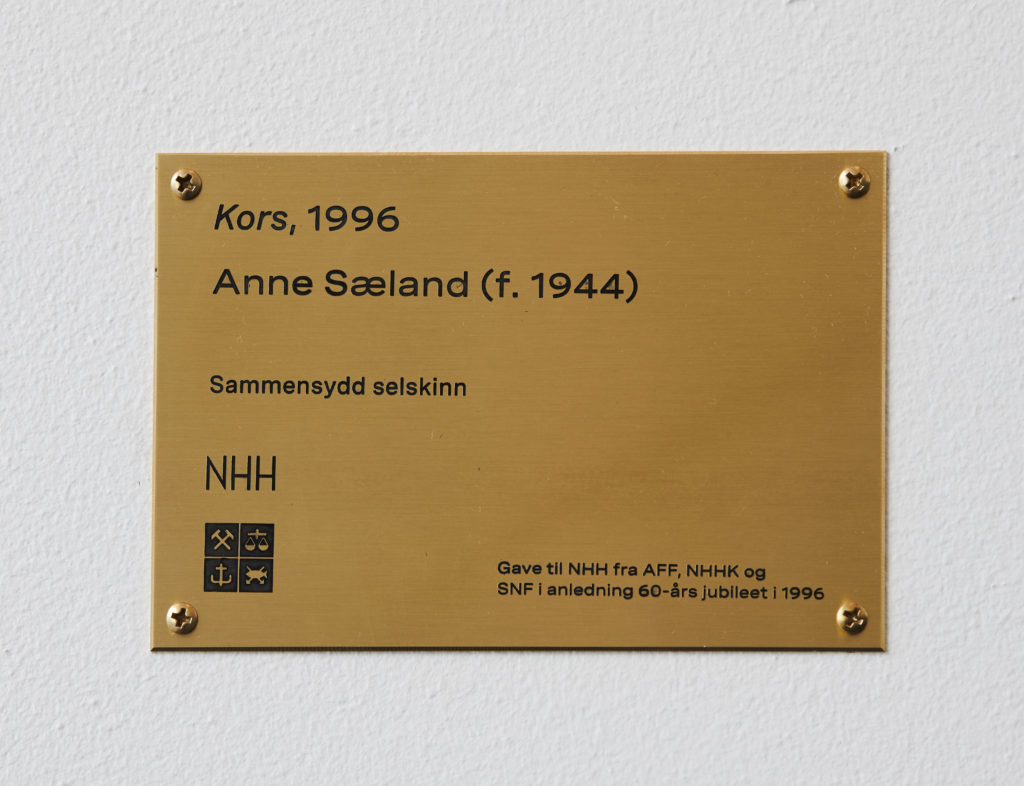 Kors, 1996
Anne Sæland (f. 1944)
Sammensydd selskinn
NHH
Gave til NHH fra AFF, NHHK og
SNF i anledning 60-års jubileet i 1996